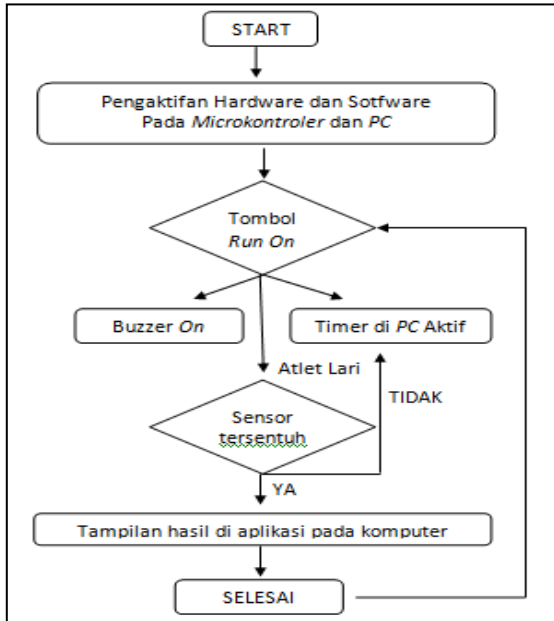 START
Pengaktifan Hardware dan Sotfware
Pada Microkontroler dan PC
Tombol
Run On
Buzzer On
Timer di PC Aktif
Atlet Lari
TIDAK
Sensor
tersentuh
YA
Tampilan hasil di aplikasi pada komputer
SELESAI